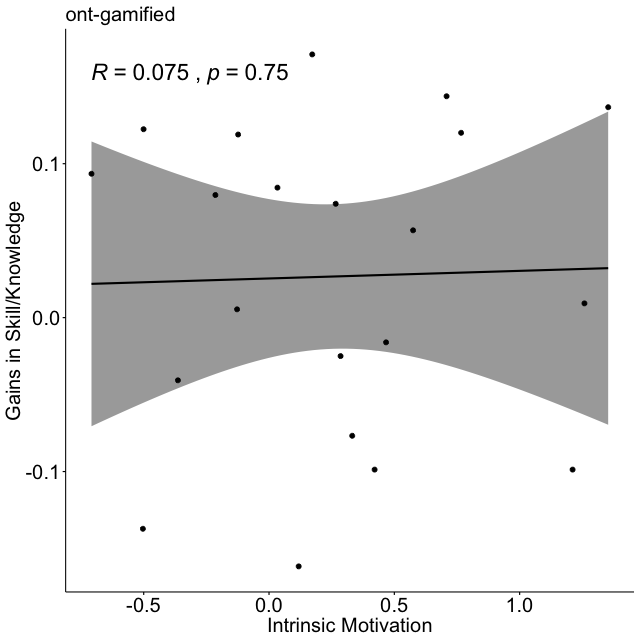 ont-gamified
R = 0.075 , p = 0.75
Gains in Skill/Knowledge
0.1
0.0
-0.1
-0.5
0.0
0.5
1.0
Intrinsic Motivation